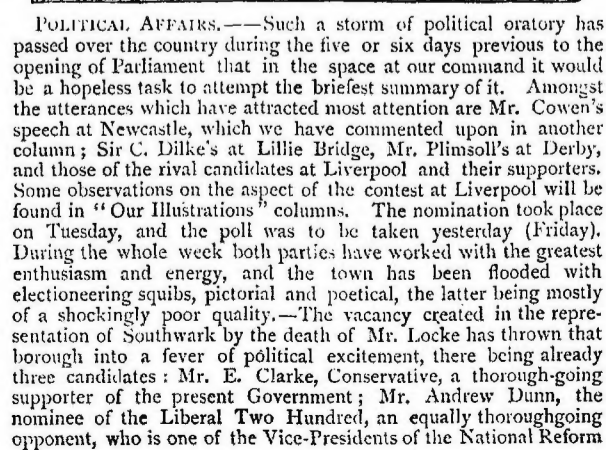 POLITICAL AFFAIRS.——Such a storm of political oratory has
passed over the country during the five or six days previous to the
opening of Parliament that in the space at our command it would
be a hopeless task to attempt the briefest summary of it. Amongst
the utterances which have attracted most attention are Mr. Cowen's
speech at Newcastle, which we have commented upon in another
column; Sir C. Dilke's at Lillie Bridge, Mr. Plimsoll's at Derby,
and those of the rival candidates at Liverpool and their supporters.
Some observations on the aspect of the contest at Liverpool will be
found in "Our Illustrations" columns. The nomination took place
on Tuesday, and the poll was to be taken yesterday (Friday).
During the whole week both parties have worked with the greatest
enthusiasm and energy, and the town has been flooded with
electioneering squibs, pictorial and poetical, the latter being mostly
of a shockingly poor quality.—The vacancy created in the repre-
sentation of Southwark by the death of Mr. Locke has thrown that
borough into a fever of political excitement, there being already
three candidates: Mr. E. Clarke, Conservative, a thorough-going
supporter of the present Government; Mr. Andrew Dunn, the
nominee of the Liberal Two Hundred, an equally thoroughgoing
opponent, who is one of the Vice-Presidents of the National Reform